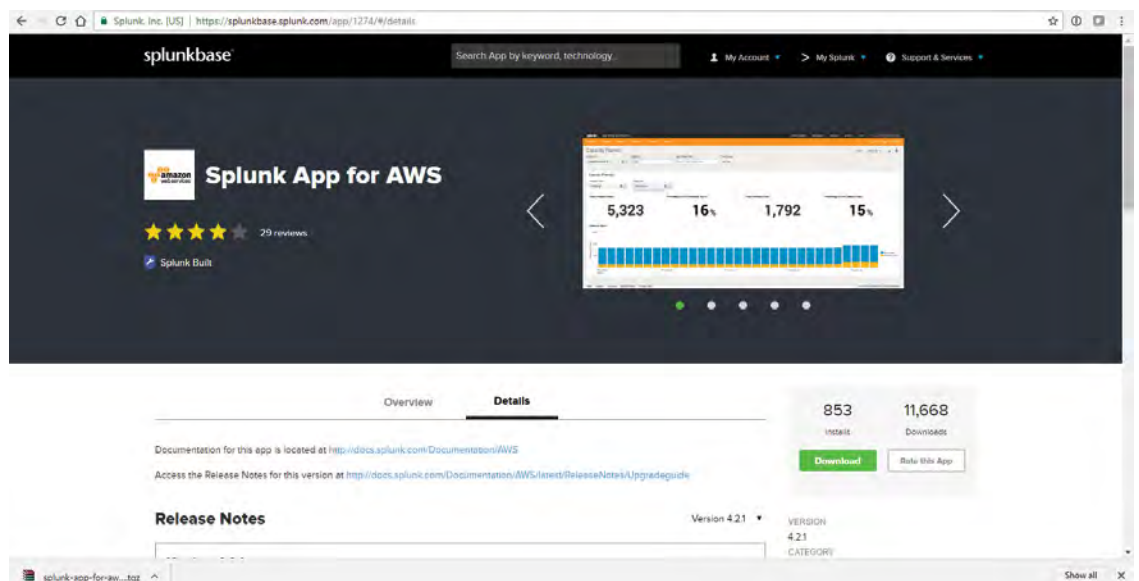 Splunk, Inc. [US] | https://splunkbase.splunk.com/app/1274/#/details
splunkbase
Search App by keyword, technology...
My Account
My Splunk
Support & Services
amazon
web services
Splunk App for AWS
29 reviews
Splunk Built
5,323
16%
1,792
15%
Overview
Details
853
Installs
11,668
Downloads
Download
Rate this App
Documentation for this app is located at http://docs.splunk.com/Documentation/AWS
Access the Release Notes for this version at http://docs.splunk.com/Documentation/AWS/latest/ReleaseNotes/Upgradeguide
Release Notes
Version 4.2.1
VERSION
4.2.1
CATEGORY
splunk-app-for-aw....tgz
Show all